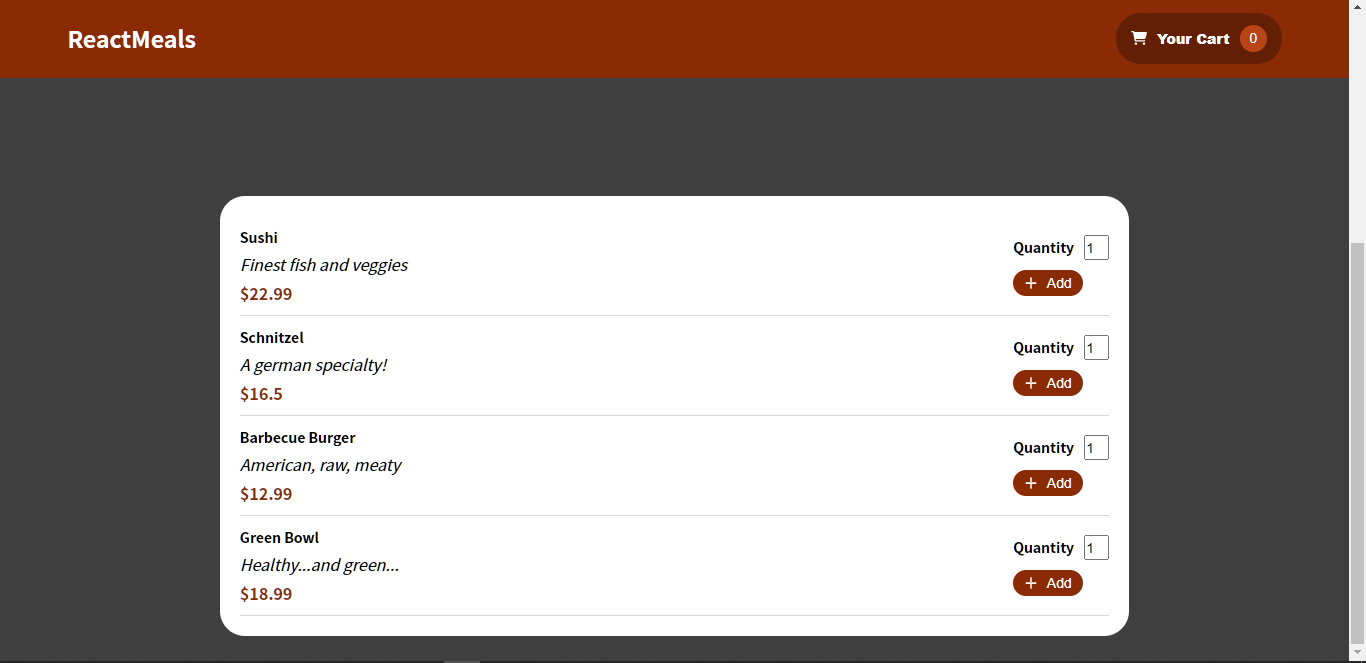 ReactMeals
Your Cart 0
Sushi
Finest fish and veggies
$22.99
Quantity 1
+ Add
Schnitzel
A german specialty!
$16.5
Quantity 1
+ Add
Barbecue Burger
American, raw, meaty
$12.99
Quantity 1
+ Add
Green Bowl
Healthy...and green...
$18.99
Quantity 1
+ Add